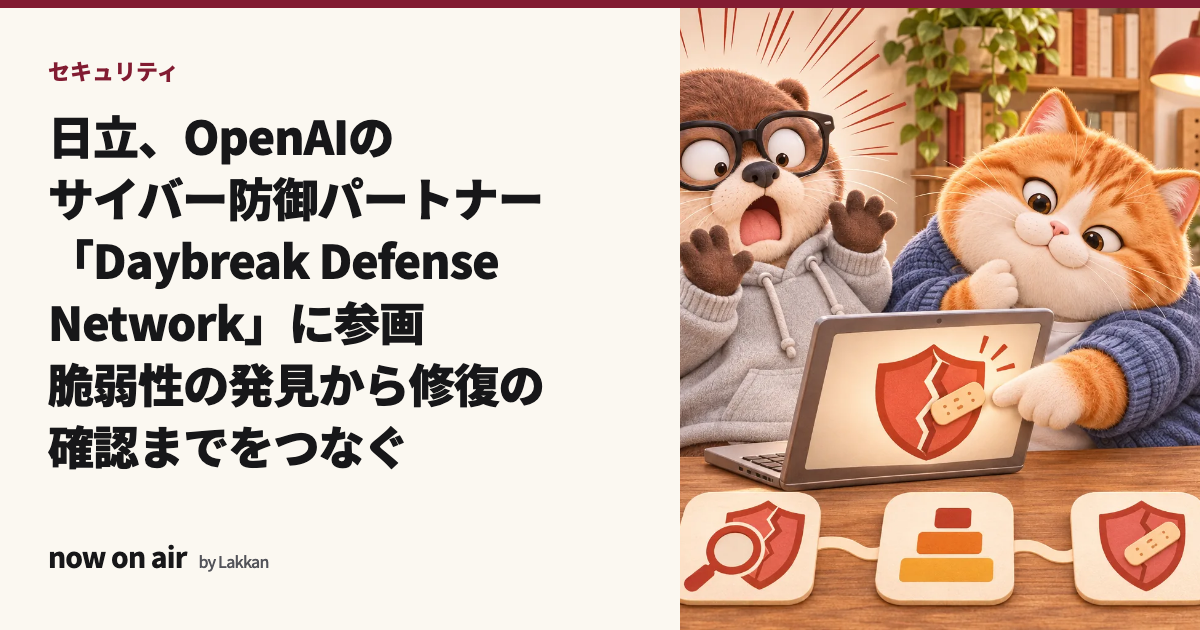 セキュリティ
日立、OpenAIの
サイバー防御パートナー
「Daybreak Defense
Network」に参画
脆弱性の発見から修復の
確認までをつなぐ
now on air by Lakkan